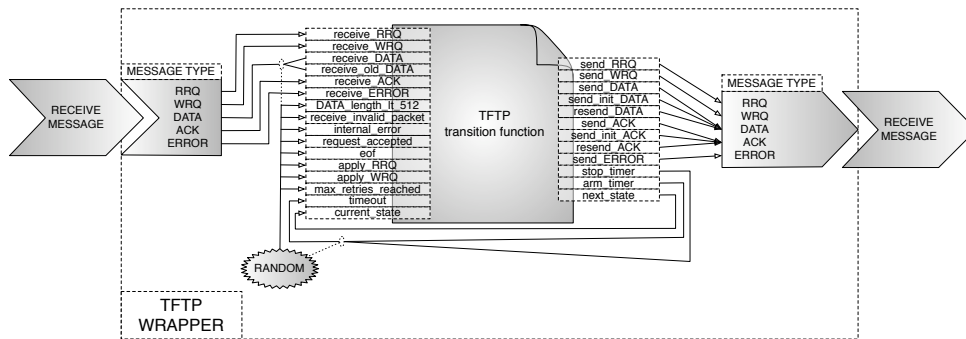 RECEIVE
MESSAGE
MESSAGE TYPE
RRQ
WRQ
DATA
ACK
ERROR
receive_RRQ
receive_WRQ
receive_DATA
receive_old_DATA
receive_ACK
receive_ERROR
DATA_length_lt_512
receive_invalid_packet
internal_error
request_accepted
eof
apply_RRQ
apply_WRQ
max_retries_reached
timeout
current_state
TFTP
transition function
send_RRQ
send_WRQ
send_DATA
send_init_DATA
resend_DATA
send_ACK
send_init_ACK
resend_ACK
send_ERROR
stop_timer
arm_timer
next_state
MESSAGE TYPE
RRQ
WRQ
DATA
ACK
ERROR
RECEIVE
MESSAGE
RANDOM
TFTP
WRAPPER